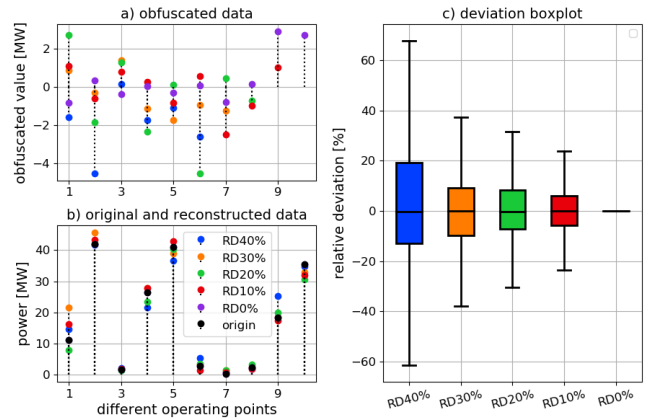 a) obfuscated data
obfuscated value [MW]
2
0
−2
−4
1
3
5
7
9
b) original and reconstructed data
power [MW]
40
30
20
10
0
RD40%
RD30%
RD20%
RD10%
RD0%
origin
1
3
5
7
9
different operating points
c) deviation boxplot
relative deviation [%]
60
40
20
0
−20
−40
−60
RD40%
RD30%
RD20%
RD10%
RD0%